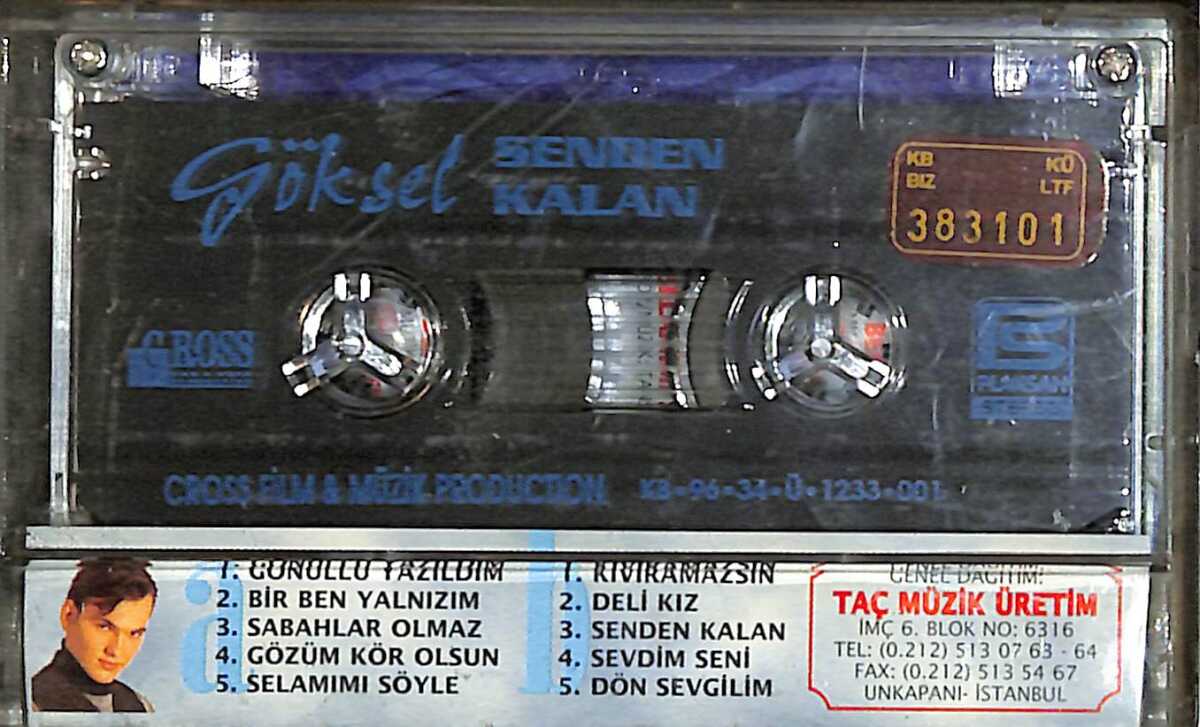 Göksel SENDEN
KALAN
KB KÜ
BIZ LTF
383101
CROSS
RAKSAN
STEREO
CROSS FİLM & MÜZİK PRODUCTION KB-96-34-Ü-1233-001
a b
1. GÖNÜLLÜ YAZILDIM
2. BİR BEN YALNIZIM
3. SABAHLAR OLMAZ
4. GÖZÜM KÖR OLSUN
5. SELAMIMI SÖYLE
1. KIVIRAMAZSIN
2. DELİ KIZ
3. SENDEN KALAN
4. SEVDİM SENİ
5. DÖN SEVGİLİM
GENEL DAĞITIM:
TAÇ MÜZİK ÜRETİM
İMÇ 6. BLOK NO: 6316
TEL: (0.212) 513 07 63 - 64
FAX: (0.212) 513 54 67
UNKAPANI- İSTANBUL